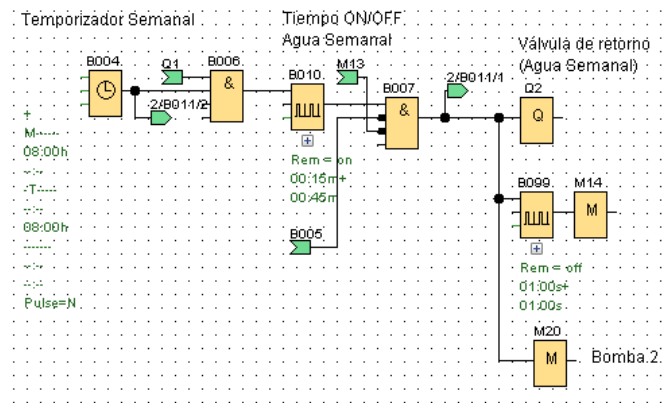 Temporizador Semanal
Tiempo ON/OFF
Agua Semanal
Válvula de retorno
(Agua Semanal)
B004
Q1
B006
&
2/B011/2
B010
M13
B007
&
2/B011/1
Q2
Q
+
M-----
08:00h
--:--
-T----
--:--
08:00h
------
--:--
--:--
Pulse=N
Rem = on
00:15m+
00:45m
B005
B099
M14
M
Rem = off
01:00s+
01:00s
M20
M
Bomba 2